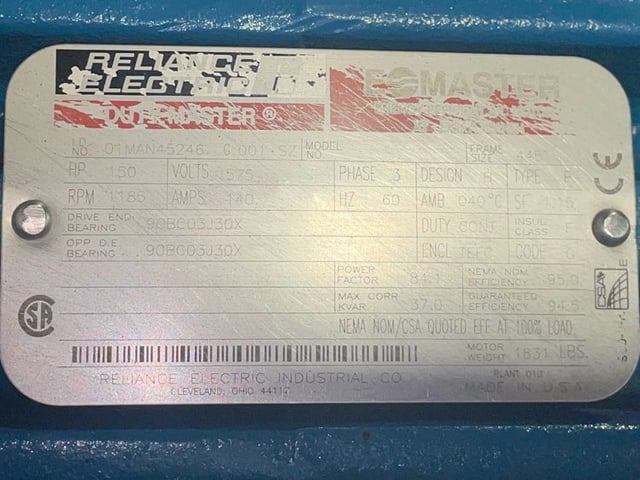 RELIANCE
ELECTRIC
DUTY MASTER®
MASTER
I.D. NO. 01MAN45246 G 001 SZ MODEL FRAME SIZE
HP 150 VOLTS 575 PHASE 3 DESIGN TYPE P
RPM 1185 AMPS 140 HZ 60 AMB 040°C SF 1.15
DRIVE END BEARING 90BC03J30X DUTY CONT INSUL CLASS F
OPP D.E BEARING 90BC03J30X ENCL TEFC CODE G
POWER FACTOR 84.1 NEMA NOM EFFICIENCY 95.0
MAX CORR KVAR 37.0 GUARANTEED EFFICIENCY 94.5
NEMA NOM/CSA QUOTED EFF AT 100% LOAD
MOTOR WEIGHT 1831 LBS.
RELIANCE ELECTRIC INDUSTRIAL CO
CLEVELAND, OHIO 44117
PLANT 010
MADE IN U S A
CE
CSA
E
SA